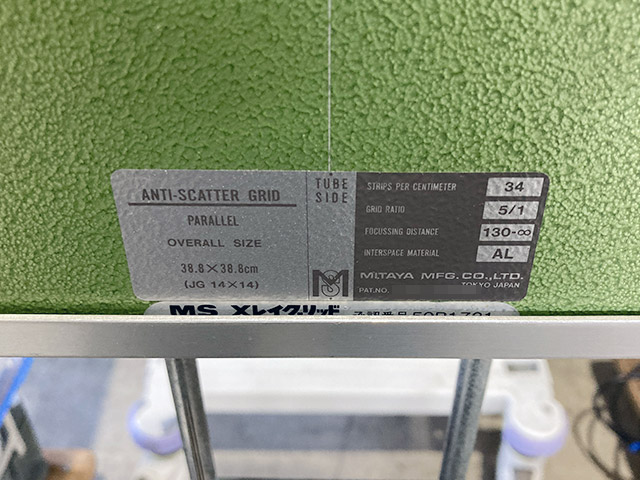 ANTI-SCATTER GRID
PARALLEL
OVERALL SIZE
38.8×38.8cm
(JG 14×14)
TUBE
SIDE
STRIPS PER CENTIMETER 34
GRID RATIO 5/1
FOCUSSING DISTANCE 130-∞
INTERSPACE MATERIAL AL
MITAYA MFG.CO.,LTD.
TOKYO JAPAN
PAT.NO.
MS Xレイグリッド